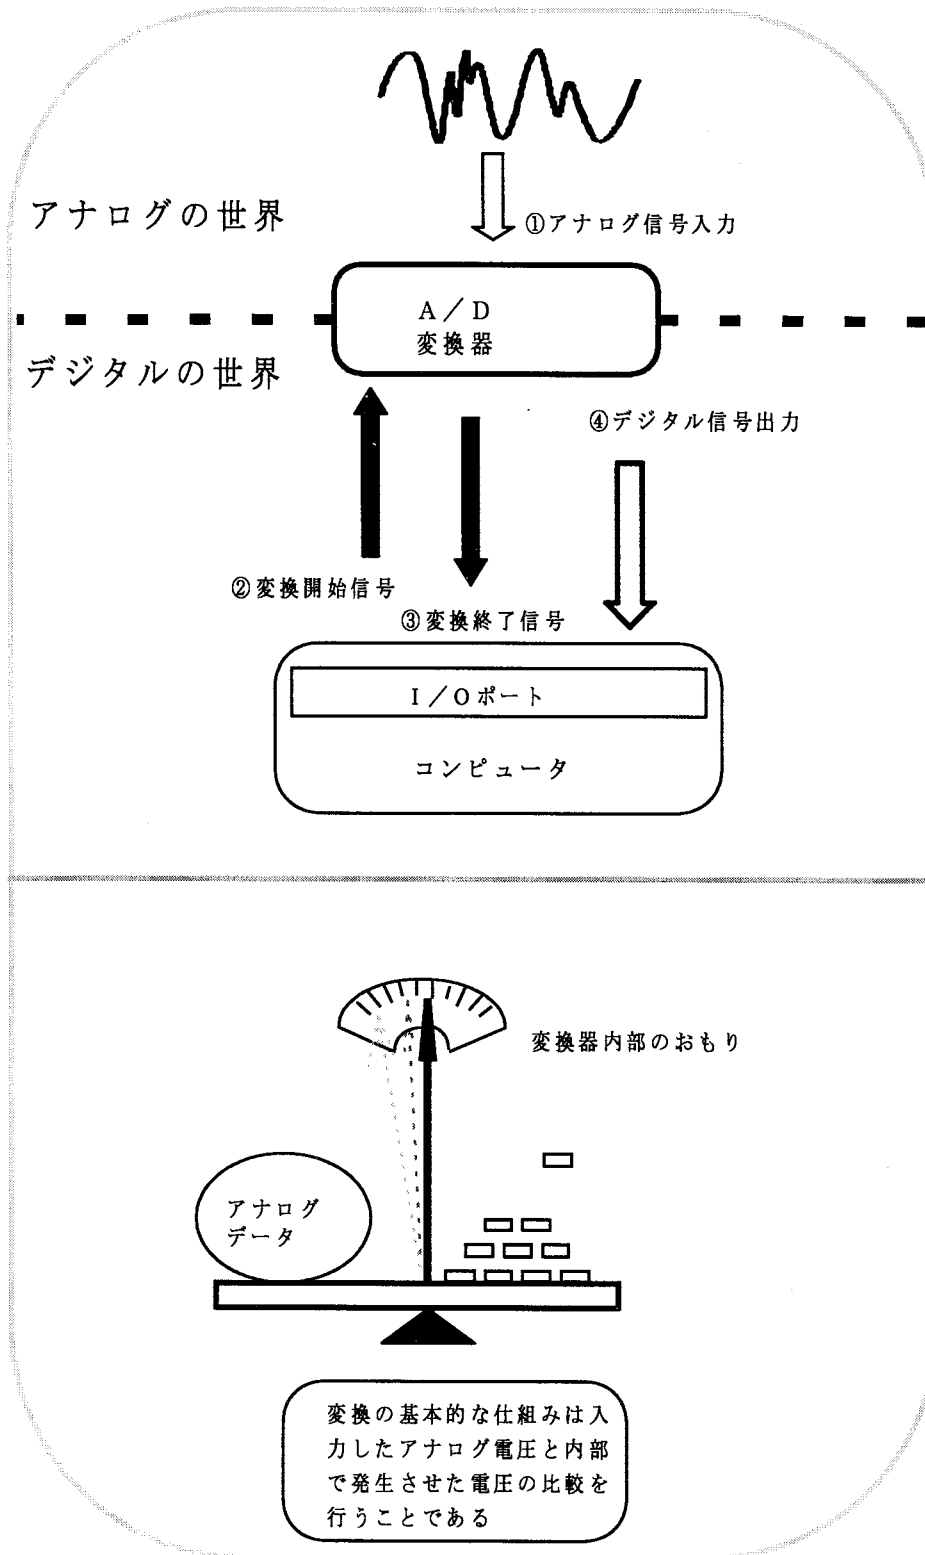 アナログの世界
①アナログ信号入力
A/D
変換器
デジタルの世界
④デジタル信号出力
②変換開始信号
③変換終了信号
I/Oポート
コンピュータ
変換器内部のおもり
アナログ
データ
変換の基本的な仕組みは入
力したアナログ電圧と内部
で発生させた電圧の比較を
行うことである